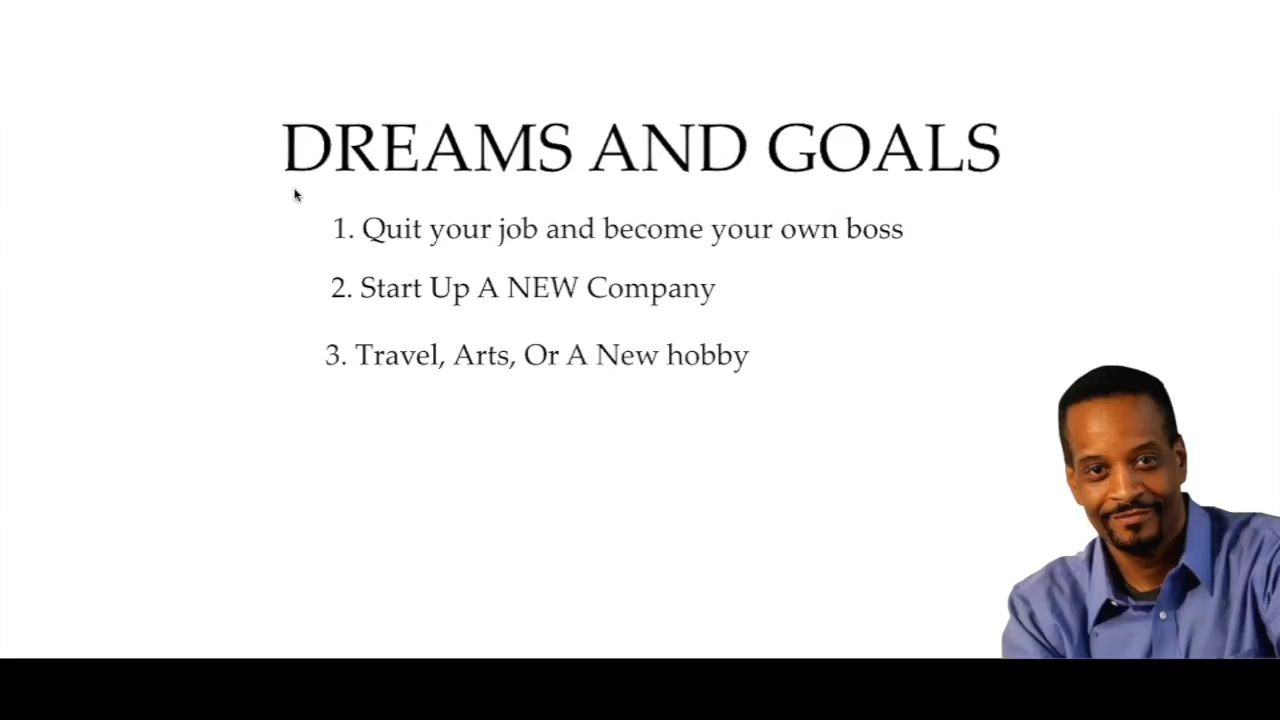 DREAMS AND GOALS
1. Quit your job and become your own boss
2. Start Up A NEW Company
3. Travel, Arts, Or A New hobby